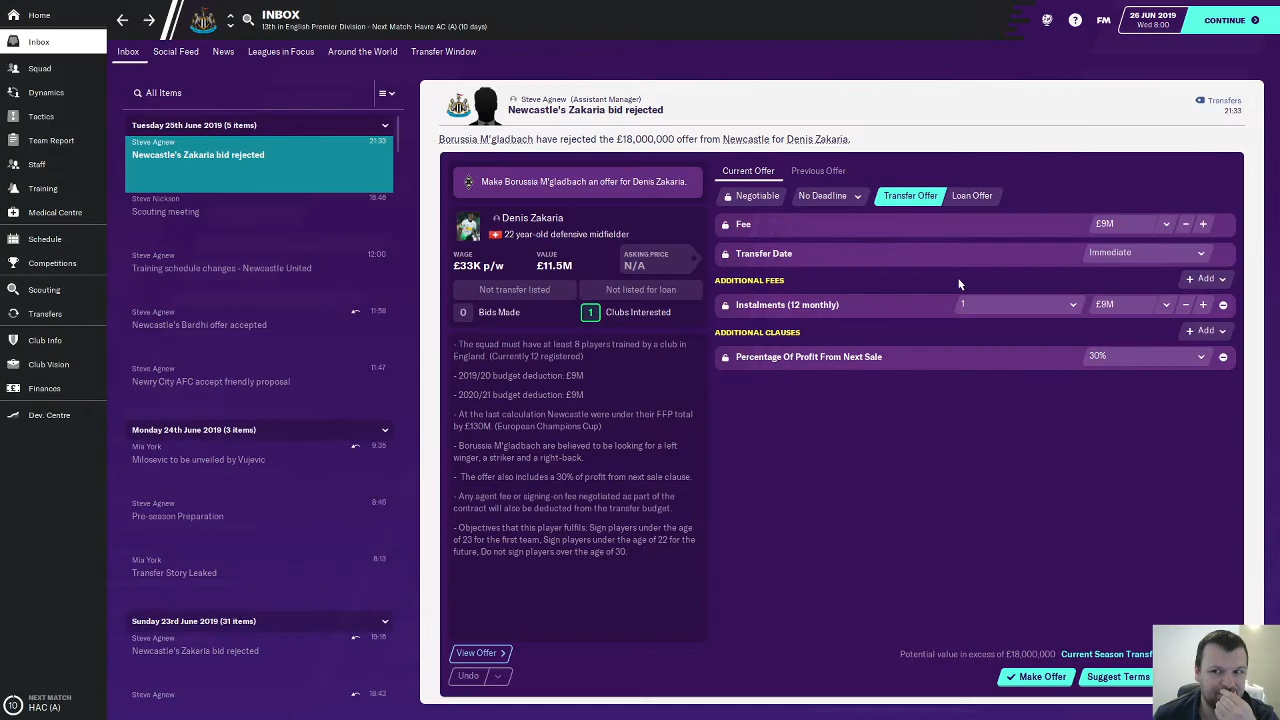 Home
INBOX
13th in English Premier Division - Next Match: Havre AC (A) (10 days)
?
FM
26 JUN 2019
Wed 8:00
CONTINUE
Inbox
Inbox
Social Feed
News
Leagues in Focus
Around the World
Transfer Window
Squad
Dynamics
Tactics
Team Report
Staff
Training
Medical Centre
Schedule
Competitions
Scouting
Club Info
Club Vision
Finances
Dev. Centre
10
NEXT MATCH
HAC (A)
All Items
Tuesday 25th June 2019 (5 items)
Steve Agnew
21:33
Newcastle's Zakaria bid rejected
Steve Nickson
16:46
Scouting meeting
Steve Agnew
12:00
Training schedule changes - Newcastle United
Steve Agnew
11:58
Newcastle's Bardhi offer accepted
Steve Agnew
11:47
Newry City AFC accept friendly proposal
Monday 24th June 2019 (3 items)
Mia York
9:35
Milosevic to be unveiled by Vujevic
Steve Agnew
8:46
Pre-season Preparation
Mia York
8:13
Transfer Story Leaked
Sunday 23rd June 2019 (31 items)
Steve Agnew
19:16
Newcastle's Zakaria bid rejected
Steve Agnew
18:43
Steve Agnew (Assistant Manager)
Newcastle's Zakaria bid rejected
Transfers
21:33
Borussia M'gladbach have rejected the £18,000,000 offer from Newcastle for Denis Zakaria.
Make Borussia M'gladbach an offer for Denis Zakaria.
Denis Zakaria
22 year-old defensive midfielder
WAGE
£33K p/w
VALUE
£11.5M
ASKING PRICE
N/A
Not transfer listed
Not listed for loan
0
Bids Made
1
Clubs Interested
- The squad must have at least 8 players trained by a club in
England. (Currently 12 registered)
- 2019/20 budget deduction: £9M
- 2020/21 budget deduction: £9M
- At the last calculation Newcastle were under their FFP total
by £130M. (European Champions Cup)
- Borussia M'gladbach are believed to be looking for a left
winger, a striker and a right-back.
- The offer also includes a 30% of profit from next sale clause.
- Any agent fee or signing-on fee negotiated as part of the
contract will also be deducted from the transfer budget.
- Objectives that this player fulfils: Sign players under the age
of 23 for the first team, Sign players under the age of 22 for the
future, Do not sign players over the age of 30.
View Offer
Undo
Current Offer
Previous Offer
Negotiable
No Deadline
Transfer Offer
Loan Offer
Fee
£9M
Transfer Date
Immediate
ADDITIONAL FEES
Add
Instalments (12 monthly)
1
£9M
ADDITIONAL CLAUSES
Add
Percentage Of Profit From Next Sale
30%
Potential value in excess of £18,000,000
Current Season Transf
Make Offer
Suggest Terms